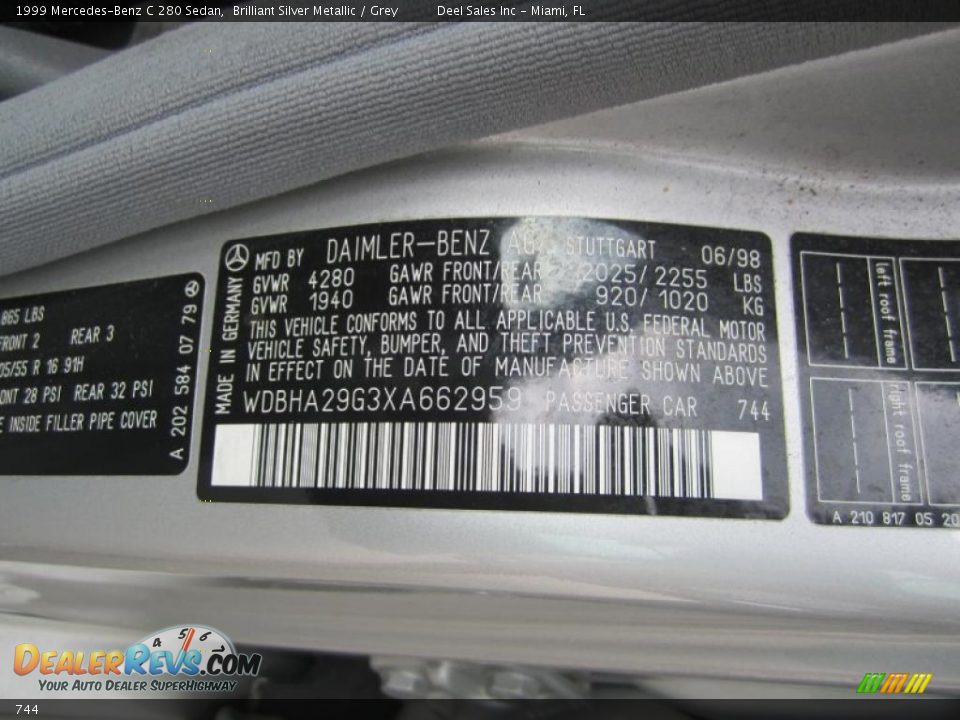 1999 Mercedes-Benz C 280 Sedan, Brilliant Silver Metallic / Grey Deel Sales Inc - Miami, FL
865 LBS
FRONT 2 REAR 3
05/55 R 16 91H
ONT 28 PSI REAR 32 PSI
E INSIDE FILLER PIPE COVER
A 202 584 07 79
MADE IN GERMANY
MFD BY DAIMLER-BENZ AG, STUTTGART 06/98
GVWR 4280 GAWR FRONT/REAR 2025/2255 LBS
GVWR 1940 GAWR FRONT/REAR 920/1020 KG
THIS VEHICLE CONFORMS TO ALL APPLICABLE U.S. FEDERAL MOTOR
VEHICLE SAFETY, BUMPER, AND THEFT PREVENTION STANDARDS
IN EFFECT ON THE DATE OF MANUFACTURE SHOWN ABOVE
WDBHA29G3XA662959 PASSENGER CAR 744
left roof frame
right roof frame
A 210 817 05 20
4 5 6
DEALERREVS.COM
YOUR AUTO DEALER SUPERHIGHWAY
744